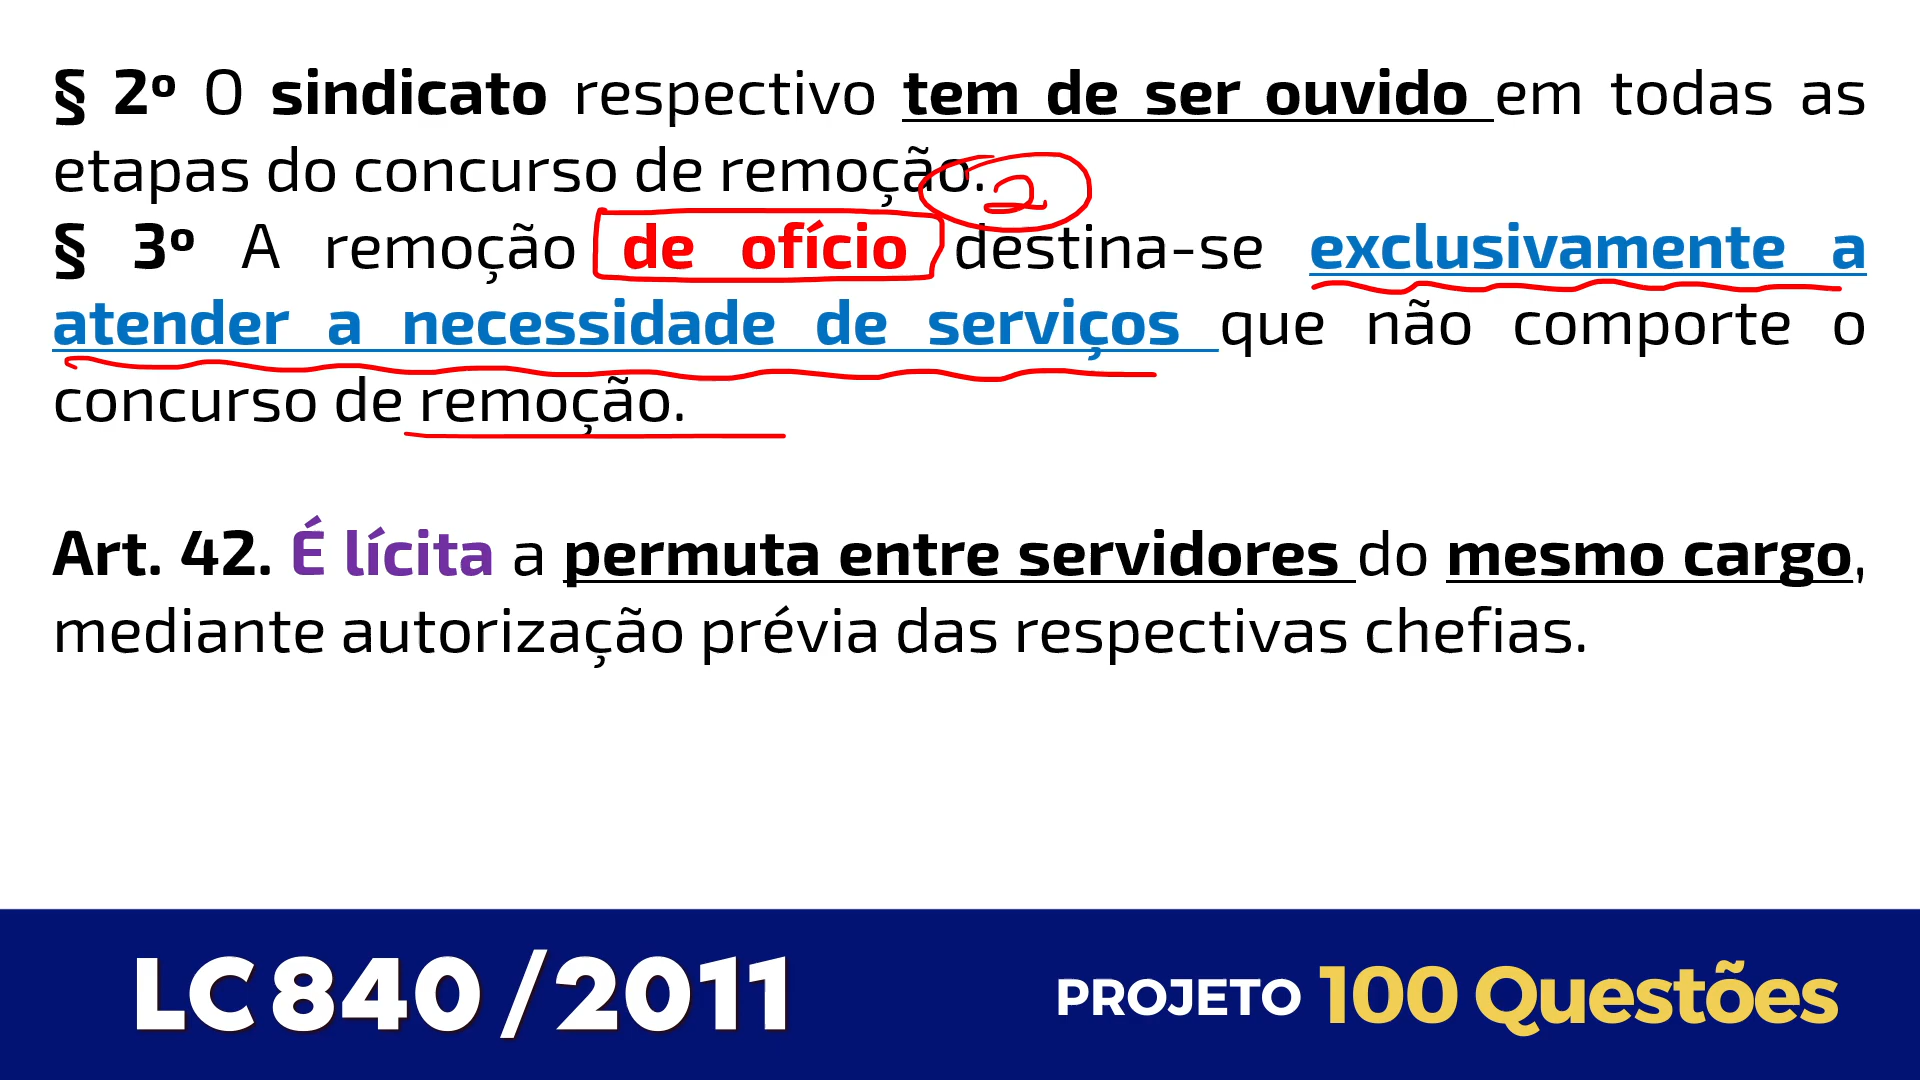 § 2º O sindicato respectivo tem de ser ouvido em todas as
etapas do concurso de remoção.
2
§ 3º A remoção de ofício destina-se exclusivamente a
atender a necessidade de serviços que não comporte o
concurso de remoção.
Art. 42. É lícita a permuta entre servidores do mesmo cargo,
mediante autorização prévia das respectivas chefias.
LC 840 /2011
PROJETO 100 Questões